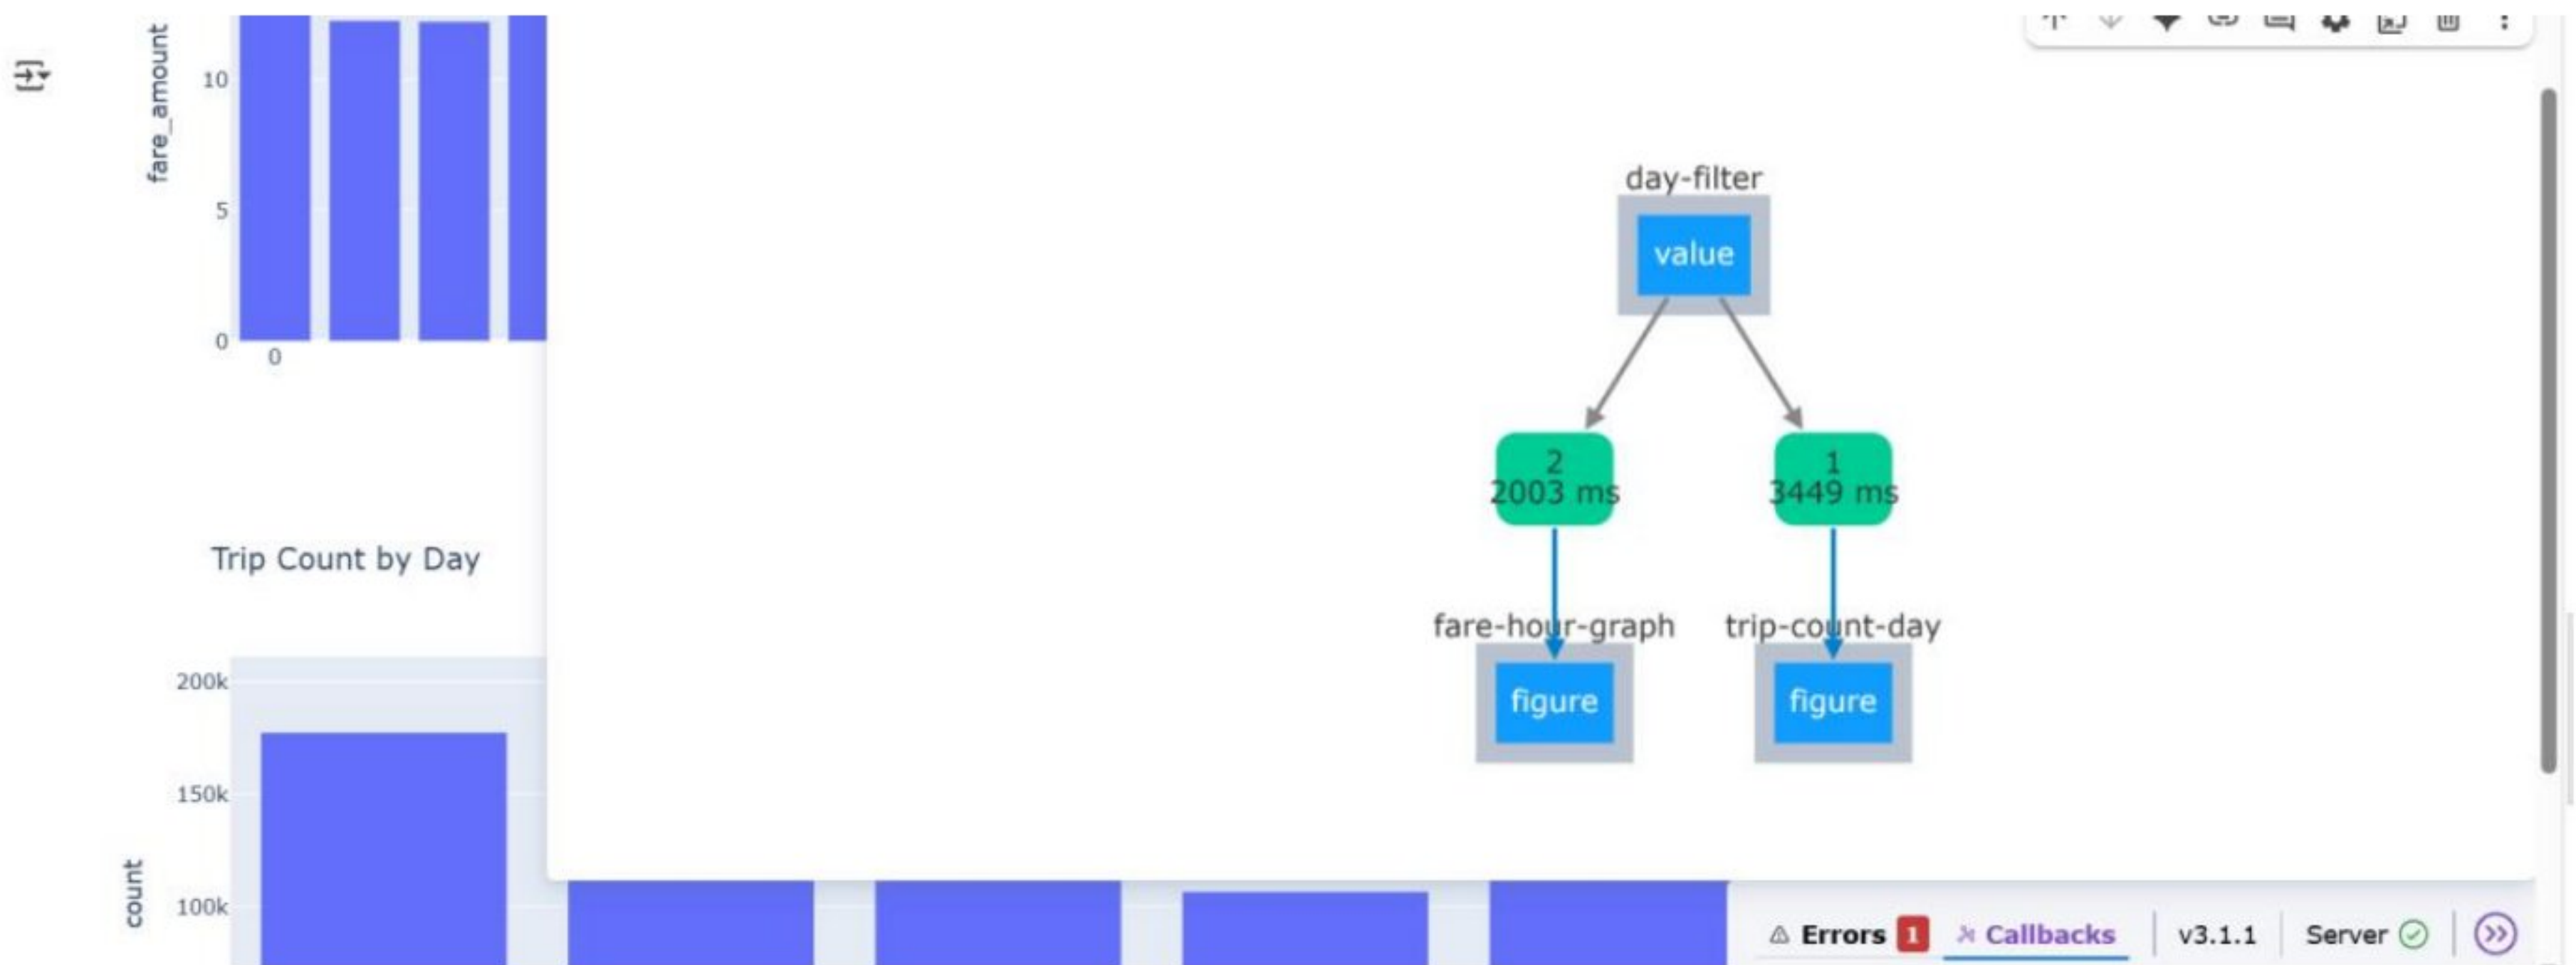 fare_amount
10
5
0
0
day-filter
value
2
2003 ms
1
3449 ms
fare-hour-graph
trip-count-day
figure
figure
Trip Count by Day
count
200k
150k
100k
Errors 1 Callbacks v3.1.1 Server